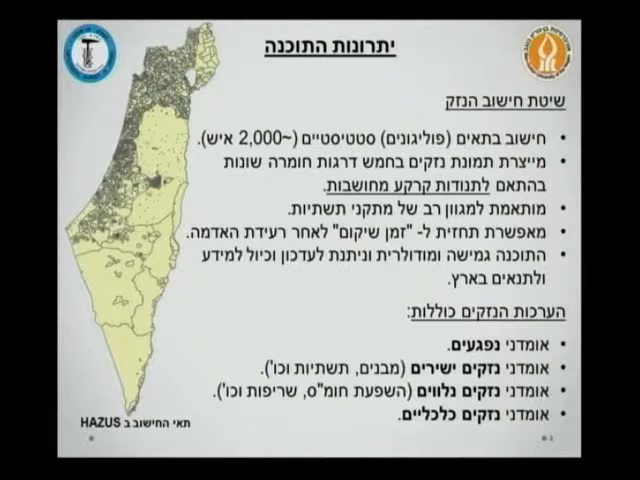 יתרונות התוכנה
שיטת חישוב הנזק
• חישוב בתאים (פוליגונים) סטטיסטיים (~2,000 איש).
• מייצרת תמונת נזקים בחמש דרגות חומרה שונות
בהתאם לתנודות קרקע מחושבות.
• מותאמת למגוון רב של מתקני תשתיות.
• מאפשרת תחזית ל- "זמן שיקום" לאחר רעידת האדמה.
• התוכנה גמישה ומודולרית וניתנת לעדכון וכיול למידע
ולתנאים בארץ.
הערכות הנזקים כוללות:
• אומדני נפגעים.
• אומדני נזקים ישירים (מבנים, תשתיות וכו').
• אומדני נזקים נלווים (השפעת חומ"ס, שריפות וכו').
• אומדני נזקים כלכליים.
תאי החישוב ב HAZUS